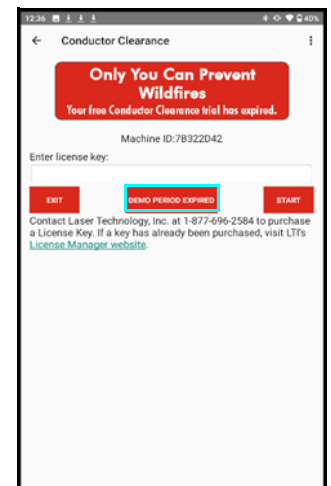 12:36
40%
Conductor Clearance
Only You Can Prevent
Wildfires
Your free Conductor Clearance trial has expired.
Machine ID:7B322D42
Enter license key:
EXIT
DEMO PERIOD EXPIRED
START
Contact Laser Technology, Inc. at 1-877-696-2584 to purchase
a License Key. If a key has already been purchased, visit LTI's
License Manager website.